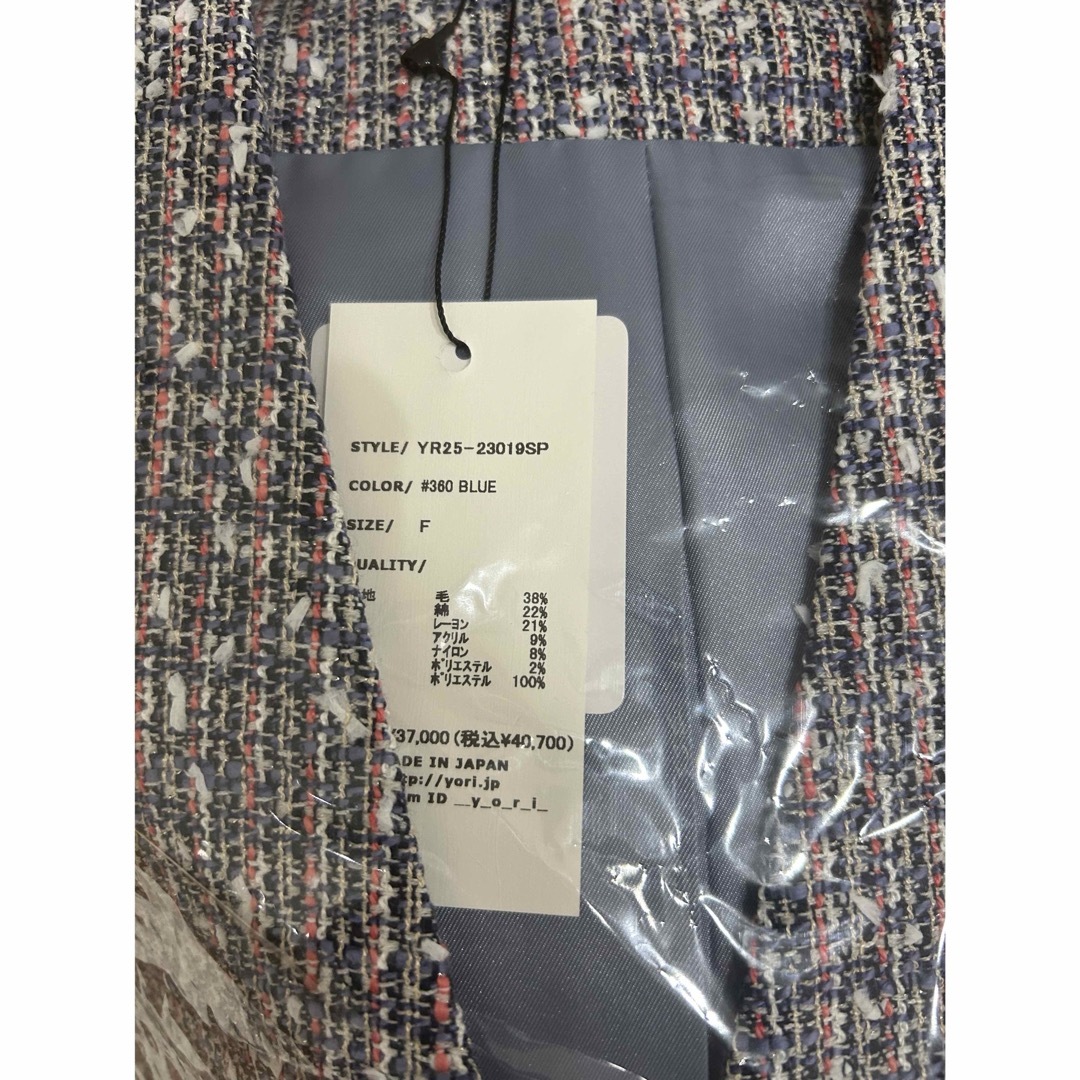 STYLE/ YR25-23019SP
COLOR/ #360 BLUE
SIZE/ F
UALITY/
地 毛 38%
綿 22%
レーヨン 21%
アクリル 9%
ナイロン 8%
ポリエステル 2%
ポリエステル 100%
37,000(税込¥40,700)
DE IN JAPAN
tp://yori.jp
m ID __y_o_r_i_